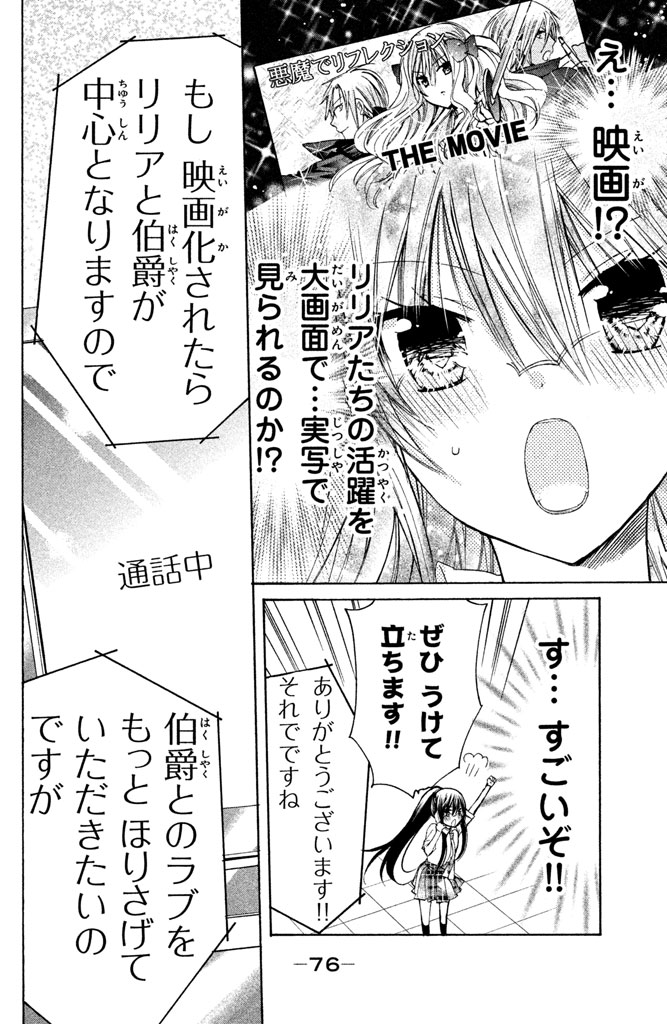 え…映画!?
悪魔でリフレクション
THE MOVIE
リリアたちの活躍を
大画面で…実写で
見られるのか!?
す…すごいぞ!!
ぜひ うけて
立ちます!!
ありがとうございます!!
それでですね
もし 映画化されたら
リリアと伯爵が
中心となりますので
通話中
伯爵とのラブを
もっと ほりさげて
いただきたいの
ですが
—76—